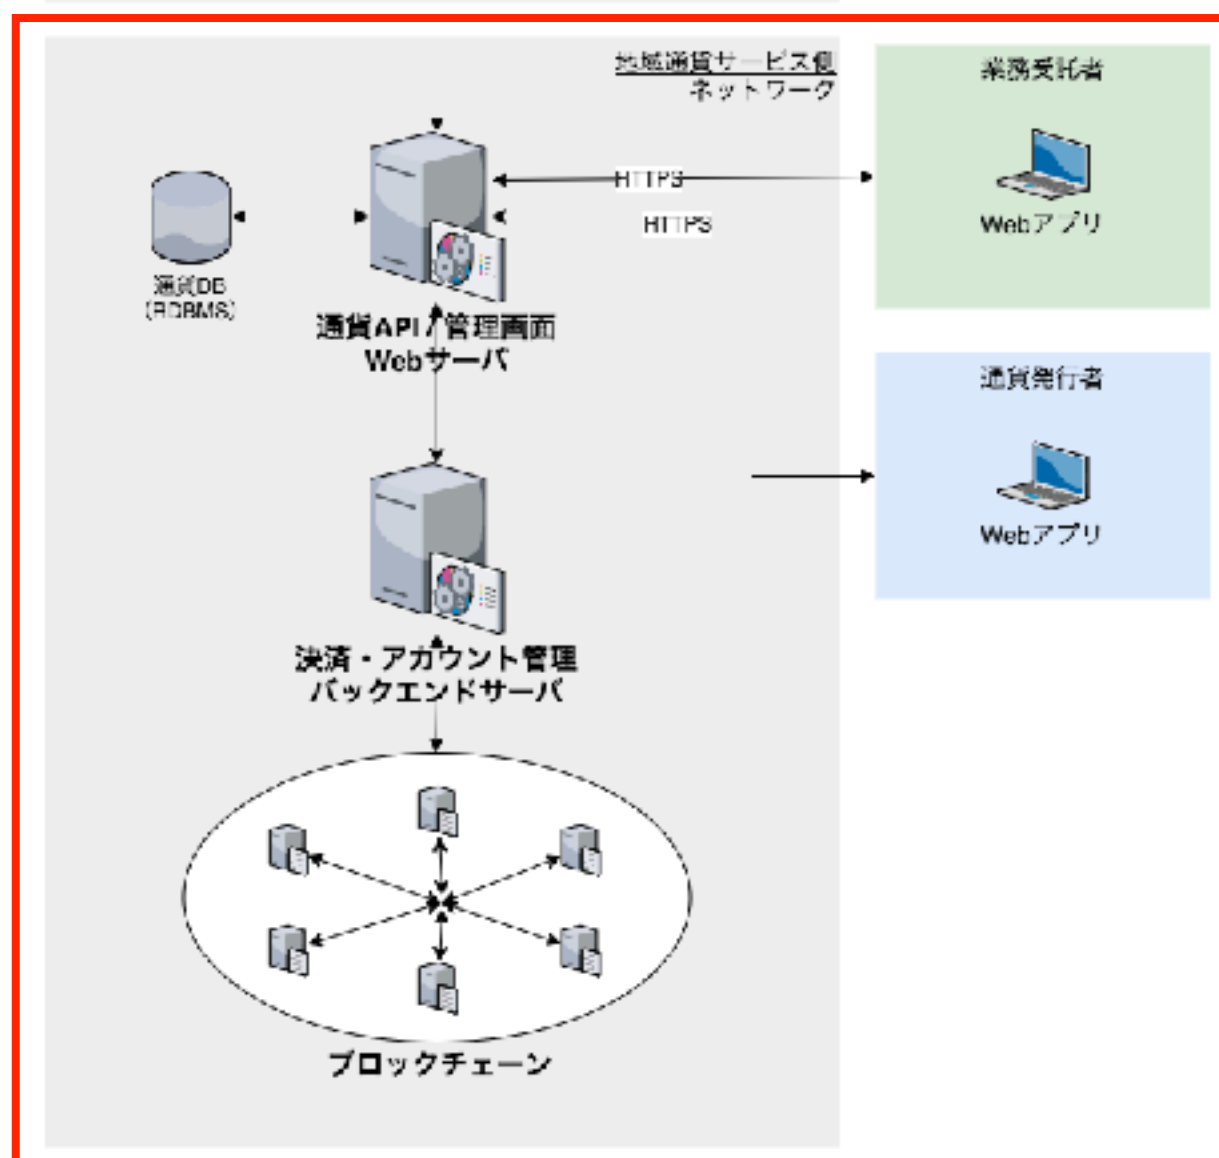 地域通貨サービス側
ネットワーク
業務受託者
HTTPS
Webアプリ
HTTPS
通貨DB
(RDBMS)
通貨API / 管理画面
Webサーバ
通貨発行者
Webアプリ
決済・アカウント管理
バックエンドサーバ
ブロックチェーン